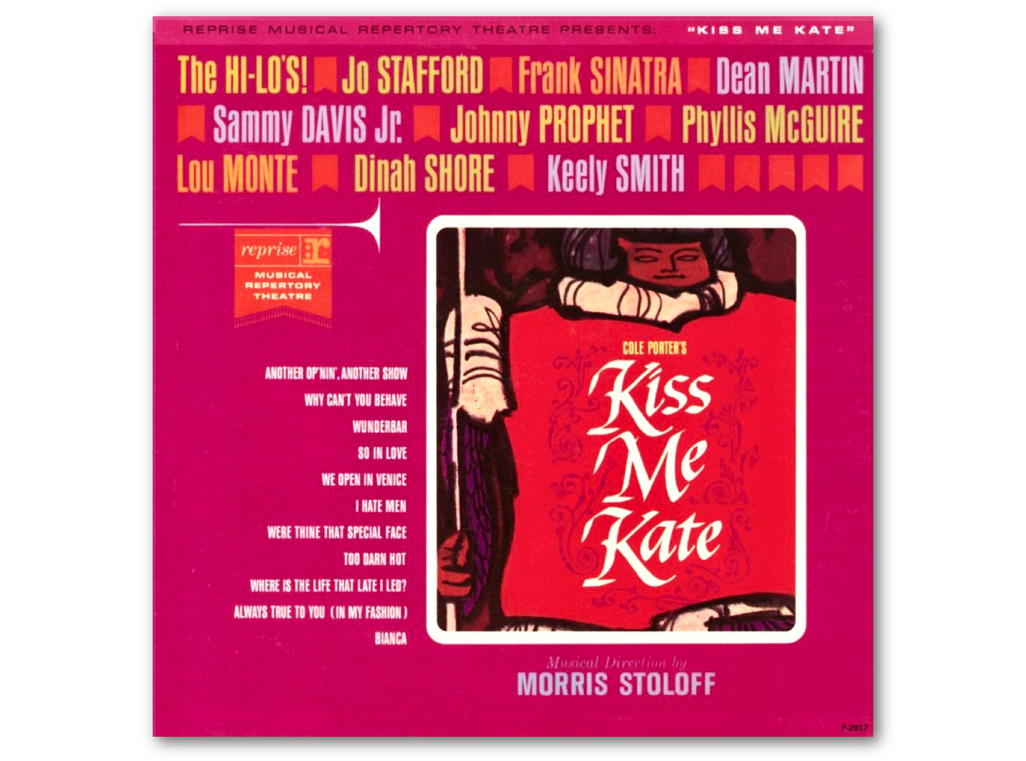 REPRISE MUSICAL REPERTORY THEATRE PRESENTS: "KISS ME KATE"
The HI-LO'S! Jo STAFFORD Frank SINATRA Dean MARTIN
Sammy DAVIS Jr. Johnny PROPHET Phyllis McGUIRE
Lou MONTE Dinah SHORE Keely SMITH
reprise r:
MUSICAL
REPERTORY
THEATRE
ANOTHER OP'NIN', ANOTHER SHOW
WHY CAN'T YOU BEHAVE
WUNDERBAR
SO IN LOVE
WE OPEN IN VENICE
I HATE MEN
WERE THINE THAT SPECIAL FACE
TOO DARN HOT
WHERE IS THE LIFE THAT LATE I LED?
ALWAYS TRUE TO YOU (IN MY FASHION)
BIANCA
COLE PORTER'S
Kiss
Me
Kate
Musical Direction by
MORRIS STOLOFF
F-2017